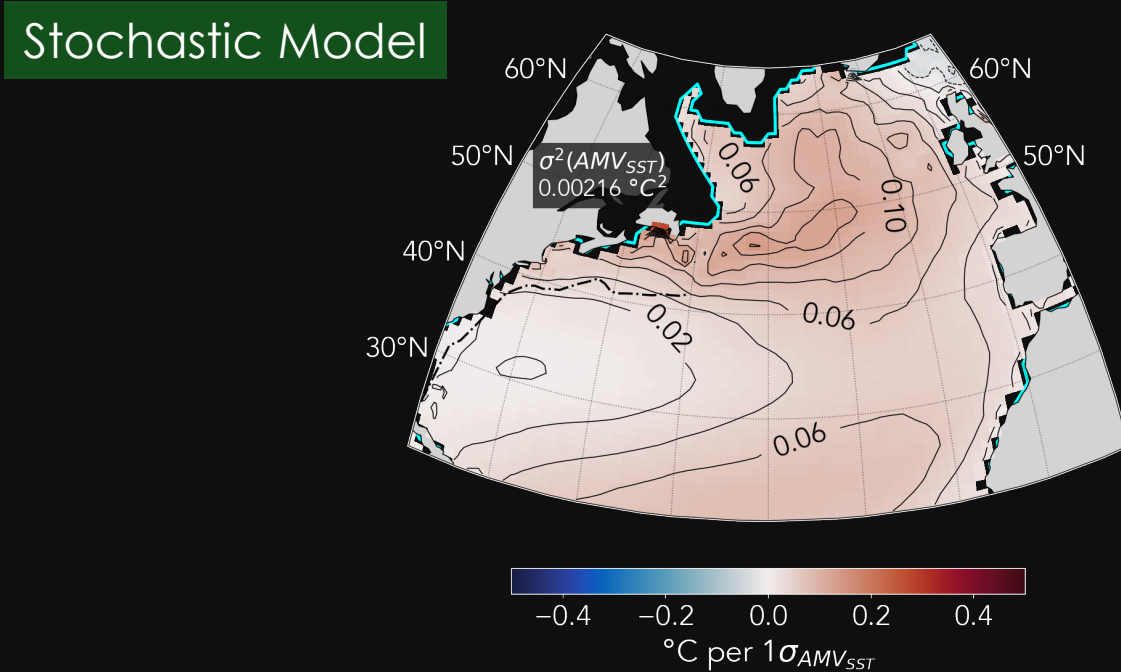 Stochastic Model
60°N
60°N
50°N
50°N
σ²(AMV_SST)
0.00216 °C²
0.06
0.10
40°N
0.06
0.02
30°N
0.06
−0.4 −0.2 0.0 0.2 0.4
°C per 1σ_AMV_SST